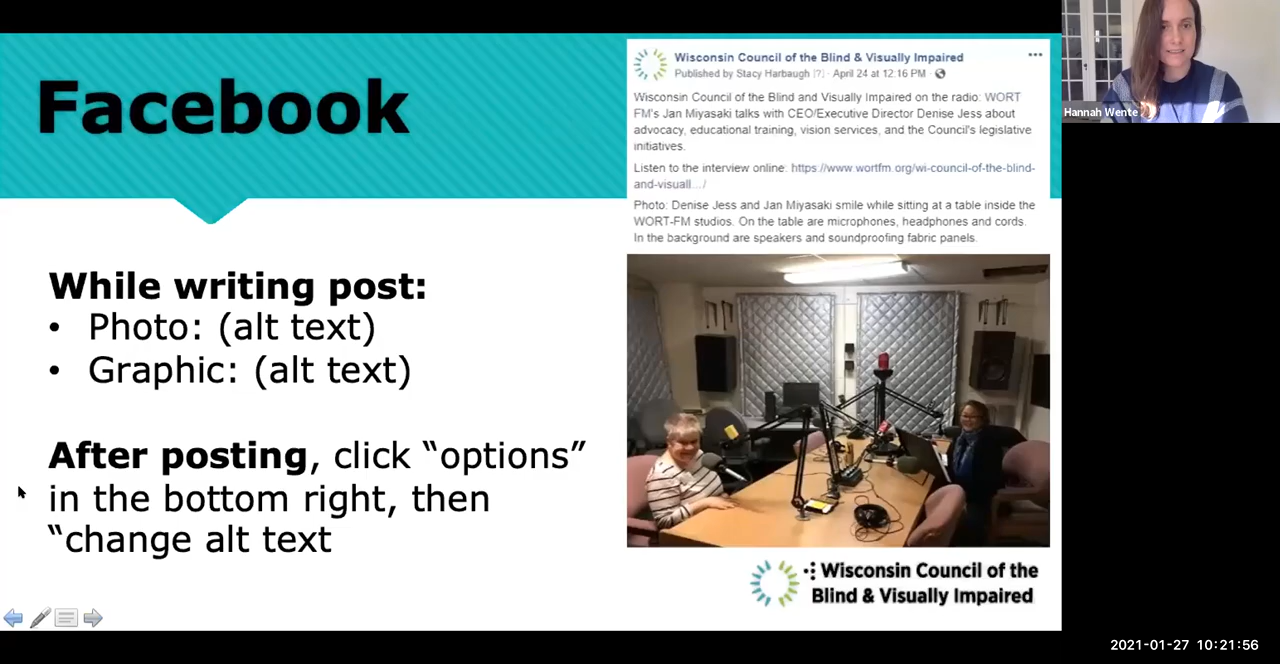 Facebook
While writing post:
• Photo: (alt text)
• Graphic: (alt text)
After posting, click “options”
in the bottom right, then
“change alt text
Wisconsin Council of the Blind & Visually Impaired
Published by Stacy Harbaugh [?] · April 24 at 12:16 PM ·
Wisconsin Council of the Blind and Visually Impaired on the radio: WORT
FM's Jan Miyasaki talks with CEO/Executive Director Denise Jess about
advocacy, educational training, vision services, and the Council's legislative
initiatives.
Listen to the interview online: https://www.wortfm.org/wi-council-of-the-blind-
and-visuall.../
Photo: Denise Jess and Jan Miyasaki smile while sitting at a table inside the
WORT-FM studios. On the table are microphones, headphones and cords.
In the background are speakers and soundproofing fabric panels.
Wisconsin Council of the
Blind & Visually Impaired
Hannah Wente
2021-01-27 10:21:56